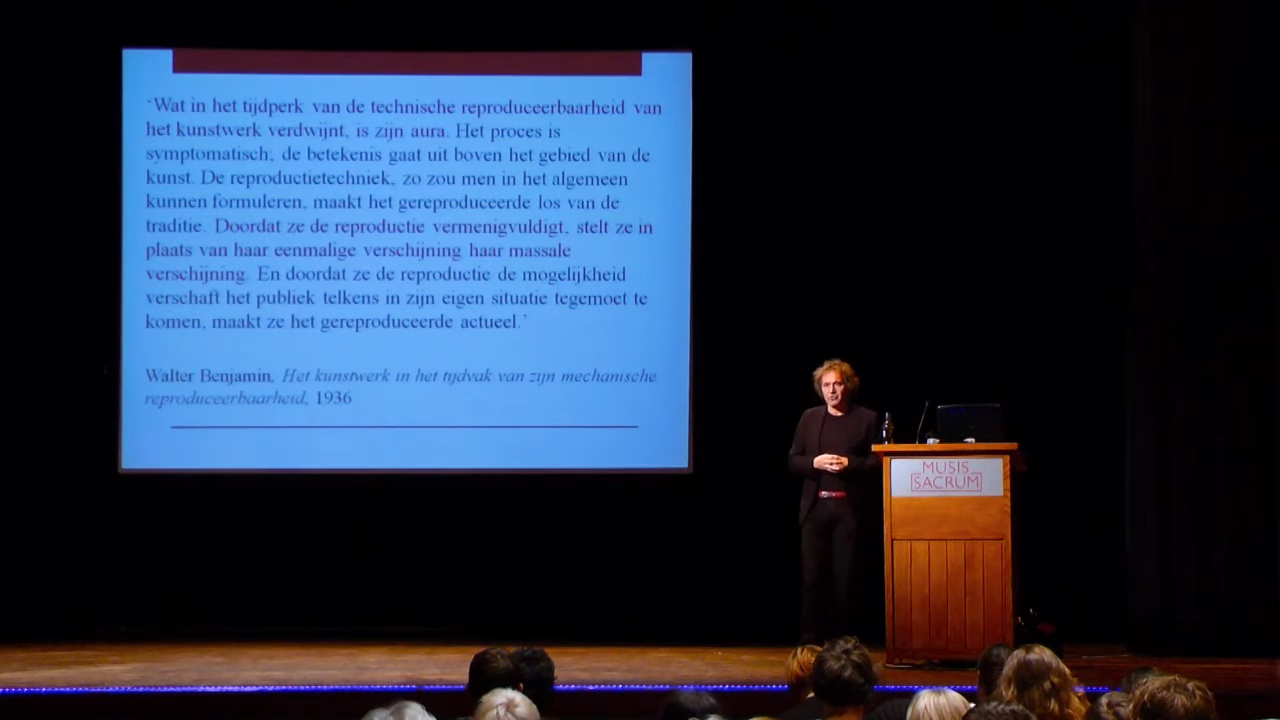 'Wat in het tijdperk van de technische reproduceerbaarheid van
het kunstwerk verdwijnt, is zijn aura. Het proces is
symptomatisch; de betekenis gaat uit boven het gebied van de
kunst. De reproductietechniek, zo zou men in het algemeen
kunnen formuleren, maakt het gereproduceerde los van de
traditie. Doordat ze de reproductie vermenigvuldigt, stelt ze in
plaats van haar eenmalige verschijning haar massale
verschijning. En doordat ze de reproductie de mogelijkheid
verschaft het publiek telkens in zijn eigen situatie tegemoet te
komen, maakt ze het gereproduceerde actueel.'
Walter Benjamin, Het kunstwerk in het tijdvak van zijn mechanische
reproduceerbaarheid, 1936
MUSIS
SACRUM